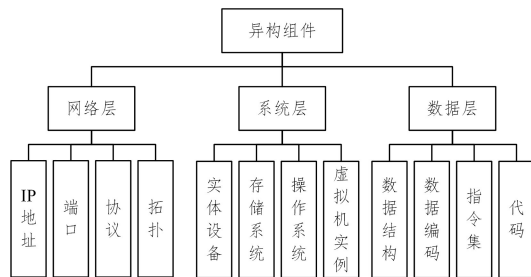 异构组件
网络层
系统层
数据层
IP地址
端口
协议
拓扑
实体设备
存储系统
操作系统
虚拟机实例
数据结构
数据编码
指令集
代码